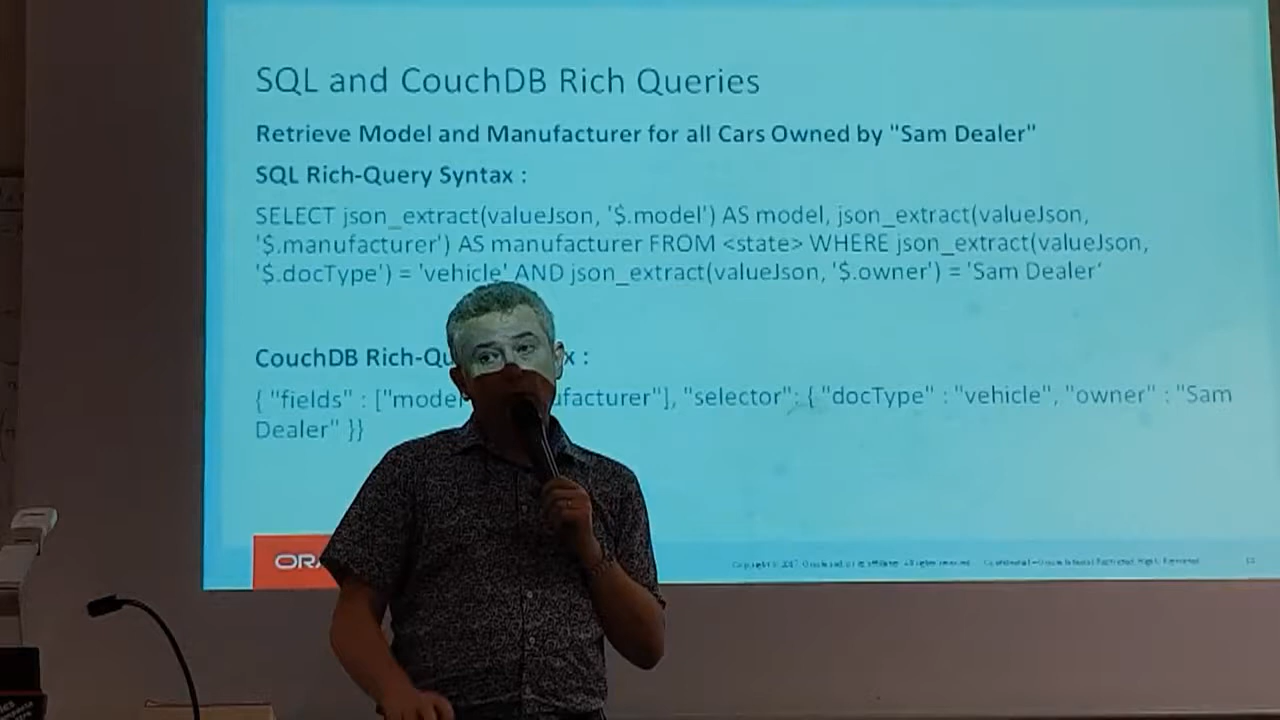 SQL and CouchDB Rich Queries
Retrieve Model and Manufacturer for all Cars Owned by "Sam Dealer"
SQL Rich-Query Syntax :
SELECT json_extract(valueJson, '$.model') AS model, json_extract(valueJson,
'$.manufacturer') AS manufacturer FROM <state> WHERE json_extract(valueJson,
'$.docType') = 'vehicle' AND json_extract(valueJson, '$.owner') = 'Sam Dealer'
CouchDB Rich-Qu x :
{ "fields" : ["model ufacturer"], "selector": { "docType" : "vehicle", "owner" : "Sam
Dealer" }}
ORA